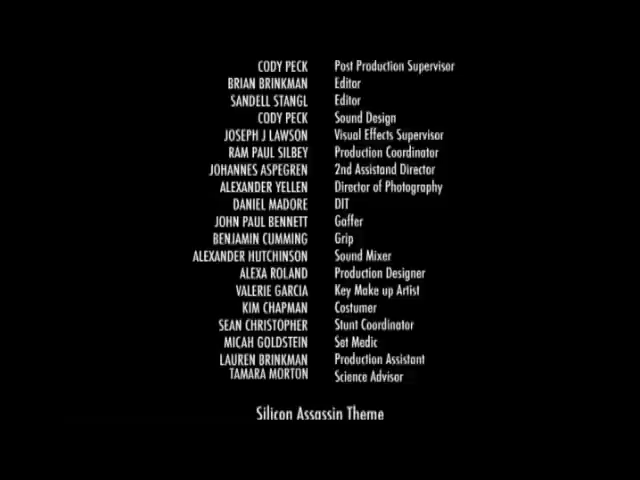 CODY PECK Post Production Supervisor
BRIAN BRINKMAN Editor
SANDELL STANGL Editor
CODY PECK Sound Design
JOSEPH J LAWSON Visual Effects Supervisor
RAM PAUL SILBEY Production Coordinator
JOHANNES ASPEGREN 2nd Assistand Director
ALEXANDER YELLEN Director of Photography
DANIEL MADORE DIT
JOHN PAUL BENNETT Gaffer
BENJAMIN CUMMING Grip
ALEXANDER HUTCHINSON Sound Mixer
ALEXA ROLAND Production Designer
VALERIE GARCIA Key Make up Artist
KIM CHAPMAN Costumer
SEAN CHRISTOPHER Stunt Coordinator
MICAH GOLDSTEIN Set Medic
LAUREN BRINKMAN Production Assistant
TAMARA MORTON Science Advisor
Silicon Assassin Theme